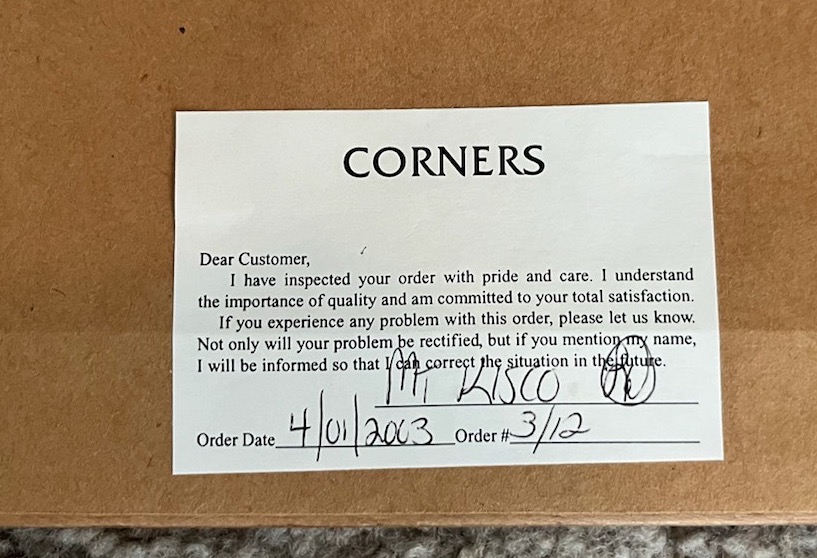 CORNERS
Dear Customer,
I have inspected your order with pride and care. I understand
the importance of quality and am committed to your total satisfaction.
If you experience any problem with this order, please let us know.
Not only will your problem be rectified, but if you mention my name,
I will be informed so that I can correct the situation in the future.
Mt KISCO
Order Date 4/01/2003 Order # 3/12